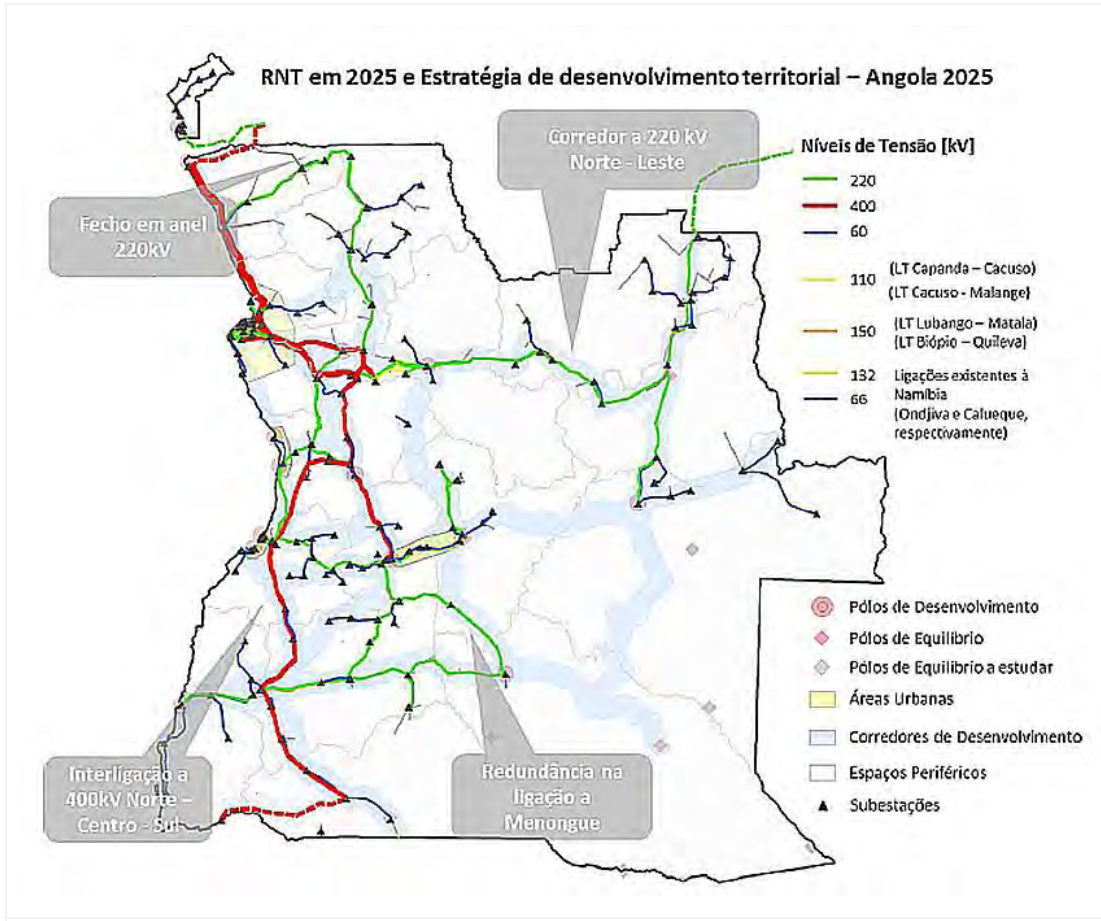 RNT em 2025 e Estratégia de desenvolvimento territorial – Angola 2025
Corredor a 220 kV
Norte - Leste
Fecho em anel
220kV
Níveis de Tensão [kV]
220
400
60
110 (LT Capanda – Cacuso)
(LT Cacuso - Malange)
150 (LT Lubango – Matala)
(LT Biópio – Quileva)
132 Ligações existentes à
Namíbia
66 (Ondjiva e Calueque,
respectivamente)
Pólos de Desenvolvimento
Pólos de Equilíbrio
Pólos de Equilíbrio a estudar
Áreas Urbanas
Corredores de Desenvolvimento
Espaços Periféricos
Subestações
Interligação a
400kV Norte –
Centro - Sul
Redundância na
ligação a
Menongue